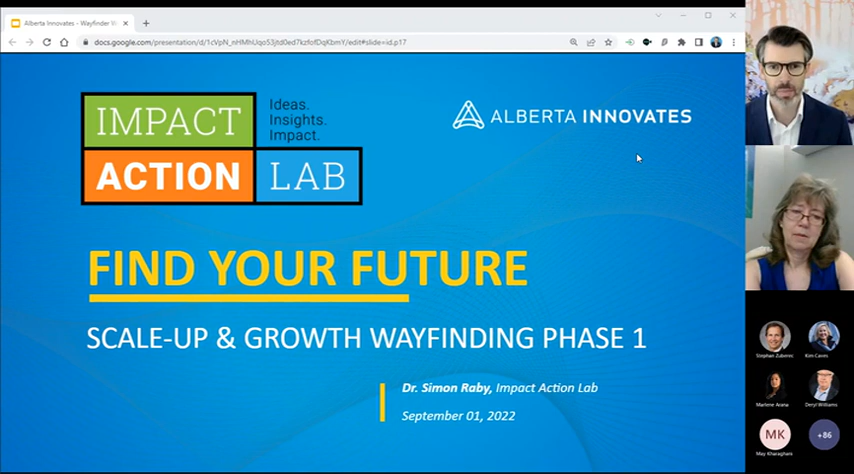 Alberta Innovates - Wayfinder W
docs.google.com/presentation/d/1cVpN_nHMhUqo53jtd0ed7kzfofDqKbmY/edit#slide=id.p17
IMPACT
ACTION LAB
Ideas.
Insights.
Impact.
ALBERTA INNOVATES
FIND YOUR FUTURE
SCALE-UP & GROWTH WAYFINDING PHASE 1
Dr. Simon Raby, Impact Action Lab
September 01, 2022
Stephan Zuberec
Kim Caves
Marlene Arana
Deryl Williams
MK
May Kharaghani
+86